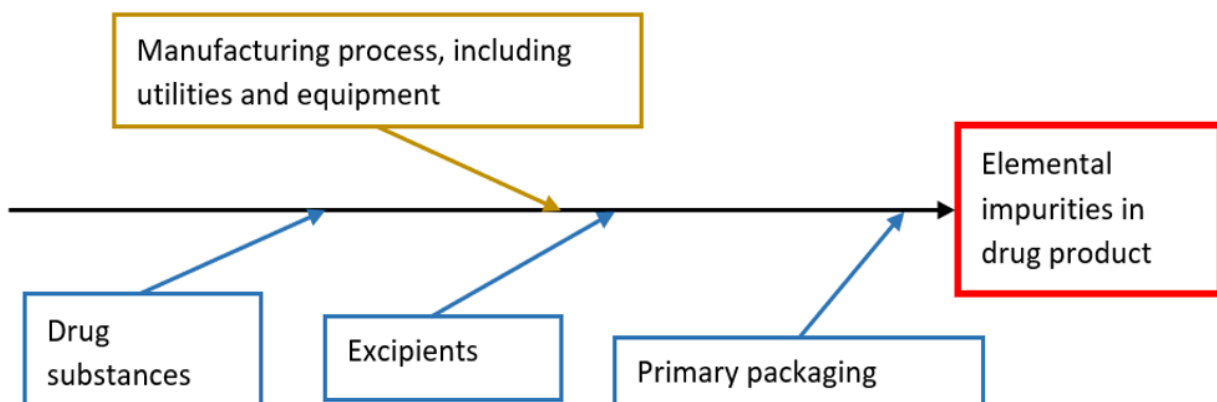 Manufacturing process, including
utilities and equipment
Elemental
impurities in
drug product
Drug
substances
Excipients
Primary packaging